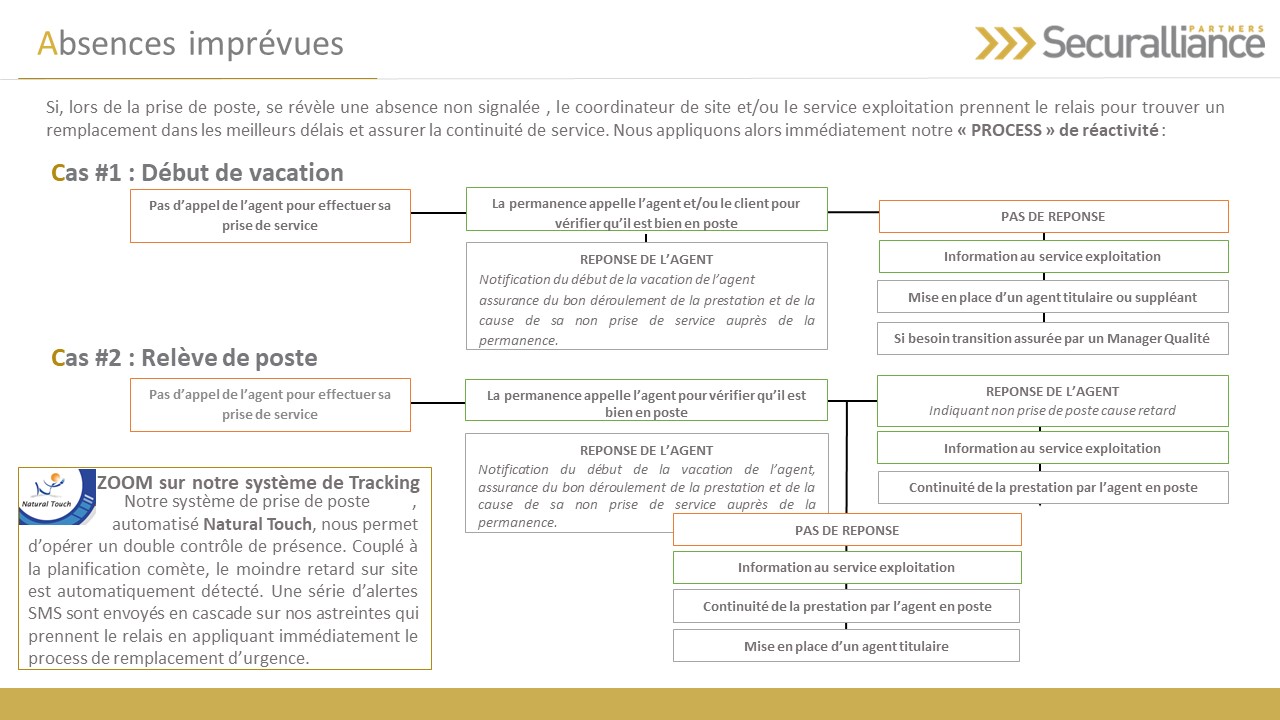 Absences imprévues
PARTNERS
Securalliance
Si, lors de la prise de poste, se révèle une absence non signalée , le coordinateur de site et/ou le service exploitation prennent le relais pour trouver un
remplacement dans les meilleurs délais et assurer la continuité de service. Nous appliquons alors immédiatement notre « PROCESS » de réactivité :
Cas #1 : Début de vacation
Pas d’appel de l’agent pour effectuer sa
prise de service
La permanence appelle l’agent et/ou le client pour
vérifier qu’il est bien en poste
REPONSE DE L’AGENT
Notification du début de la vacation de l’agent
assurance du bon déroulement de la prestation et de la
cause de sa non prise de service auprès de la
permanence.
PAS DE REPONSE
Information au service exploitation
Mise en place d’un agent titulaire ou suppléant
Si besoin transition assurée par un Manager Qualité
Cas #2 : Relève de poste
Pas d’appel de l’agent pour effectuer sa
prise de service
La permanence appelle l’agent pour vérifier qu’il est
bien en poste
REPONSE DE L’AGENT
Notification du début de la vacation de l’agent,
assurance du bon déroulement de la prestation et de la
cause de sa non prise de service auprès de la
permanence.
REPONSE DE L’AGENT
Indiquant non prise de poste cause retard
Information au service exploitation
Continuité de la prestation par l’agent en poste
PAS DE REPONSE
Information au service exploitation
Continuité de la prestation par l’agent en poste
Mise en place d’un agent titulaire
Natural Touch
ZOOM sur notre système de Tracking
Notre système de prise de poste ,
automatisé Natural Touch, nous permet
d’opérer un double contrôle de présence. Couplé à
la planification comète, le moindre retard sur site
est automatiquement détecté. Une série d’alertes
SMS sont envoyés en cascade sur nos astreintes qui
prennent le relais en appliquant immédiatement le
process de remplacement d’urgence.